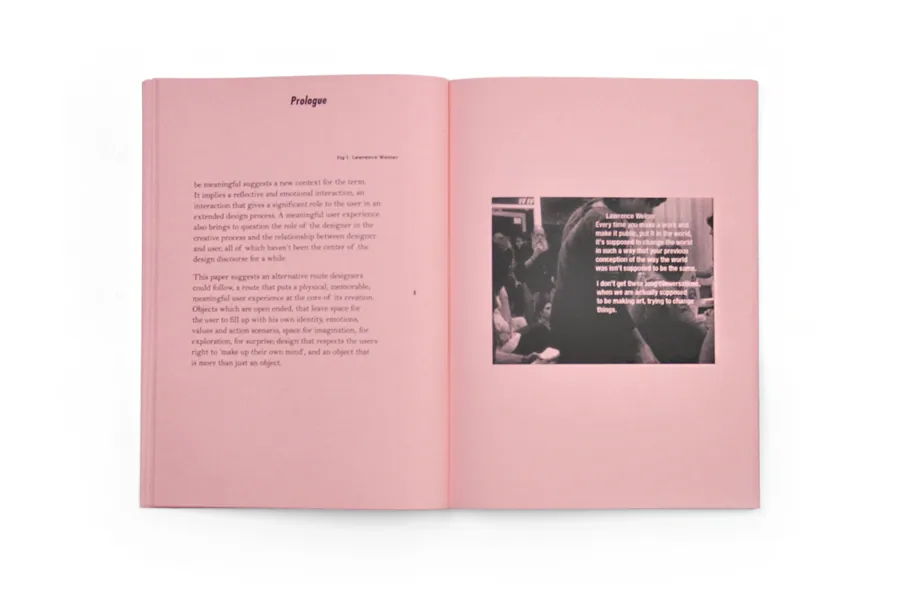 Prologue
Fig 1. Lawrence Weiner
be meaningful suggests a new context for the term.
It implies a reflective and emotional interaction, an
interaction that gives a significant role to the user in an
extended design process. A meaningful user experience
also brings to question the role of the designer in the
creative process and the relationship between designer
and user, all of which haven't been the center of the
design discourse for a while.
This paper suggests an alternative route designers
could follow, a route that puts a physical, memorable,
meaningful user experience at the core of its creation.
Objects which are open ended, that leave space for
the user to fill up with his own identity, emotions,
values and action scenario, space for imagination, for
exploration, for surprise; design that respects the users
right to 'make up their own mind', and an object that
is more than just an object.
Lawrence Weiner
Every time you make a work and
make it public, put it in the world,
it's supposed to change the world
in such a way that your previous
conception of the way the world
was isn't supposed to be the same.
I don't get these long conversations,
when we are actually supposed
to be making art, trying to change
things.